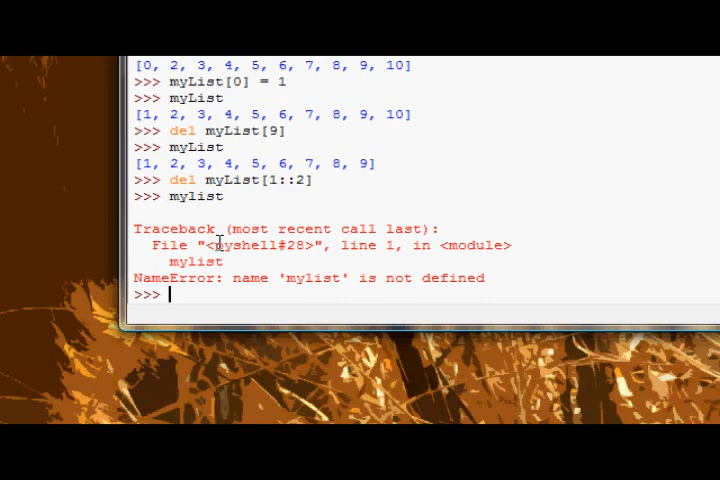 [0, 2, 3, 4, 5, 6, 7, 8, 9, 10]
>>> myList[0] = 1
>>> myList
[1, 2, 3, 4, 5, 6, 7, 8, 9, 10]
>>> del myList[9]
>>> myList
[1, 2, 3, 4, 5, 6, 7, 8, 9]
>>> del myList[1::2]
>>> mylist
Traceback (most recent call last):
File "<pyshell#28>", line 1, in <module>
mylist
NameError: name 'mylist' is not defined
>>>